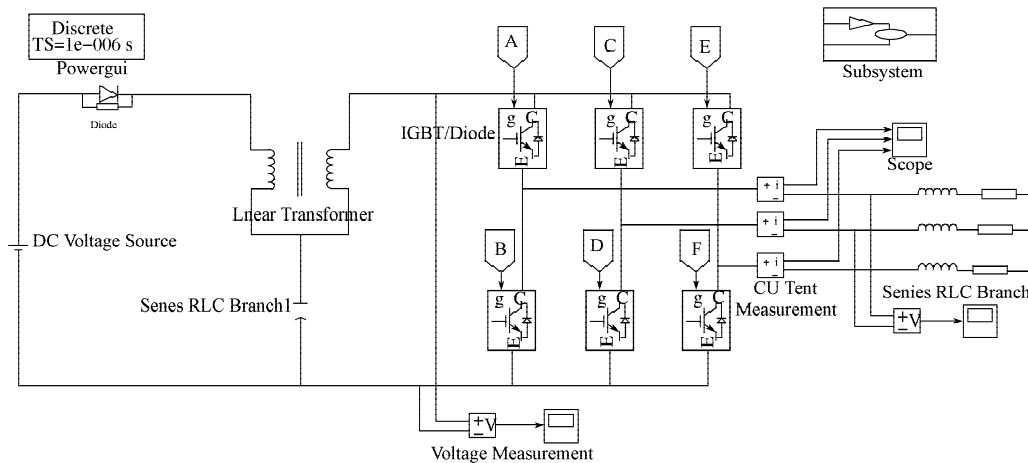 Discrete
TS=1e-006 s
Powergui
Diode
A
C
E
Subsystem
g C
g C
g C
IGBT/Diode
E
E
E
Scope
+ i
-
+ i
-
+ i
-
Lnear Transformer
DC Voltage Source
B
D
F
CU Tent
Measurement
Senes RLC Branch1
g C
g C
g C
E
E
E
Senies RLC Branch
+
-V
+
-V
Voltage Measurement